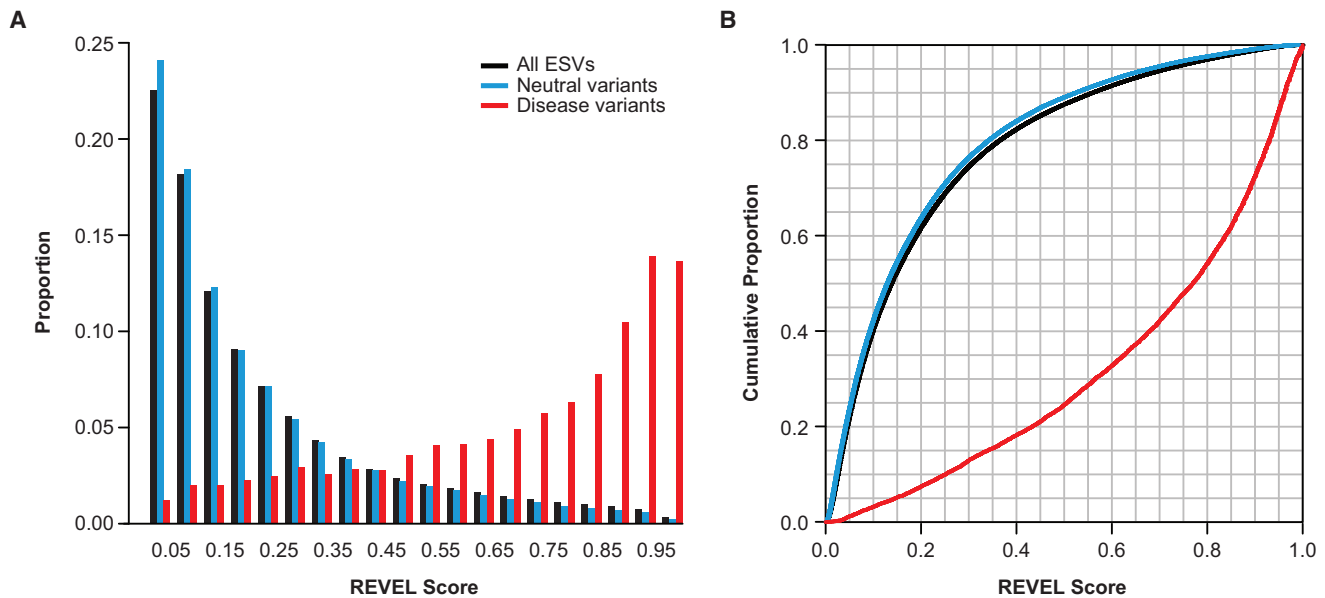 A
0.25
0.20
0.15
0.10
0.05
0.00
Proportion
All ESVs
Neutral variants
Disease variants
0.05 0.15 0.25 0.35 0.45 0.55 0.65 0.75 0.85 0.95
REVEL Score
B
1.0
0.8
0.6
0.4
0.2
0.0
Cumulative Proportion
0.0 0.2 0.4 0.6 0.8 1.0
REVEL Score